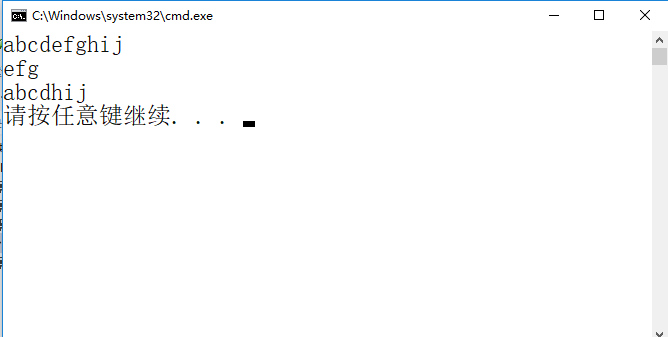 C:\Windows\system32\cmd.exe
abcdefghij
efg
abcdhij
请按任意键继续. . .